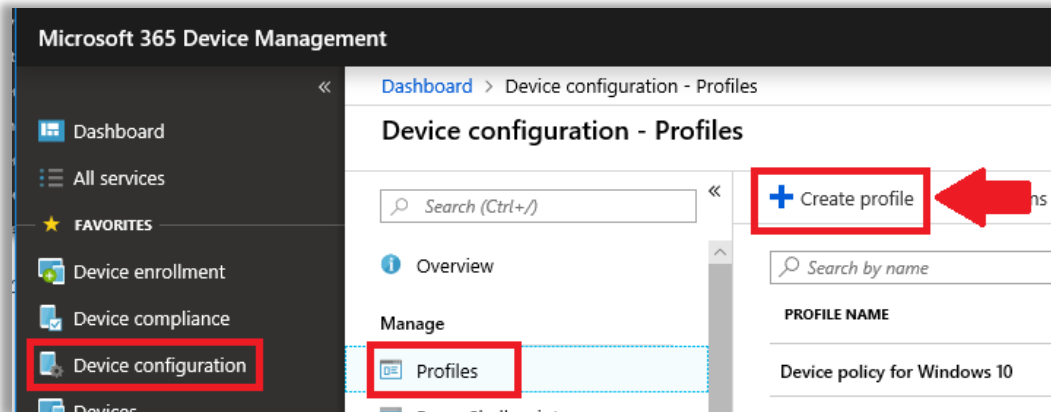 Microsoft 365 Device Management
«
Dashboard > Device configuration - Profiles
Dashboard
All services
FAVORITES
Device enrollment
Device compliance
Device configuration
Devices
Device configuration - Profiles
Search (Ctrl+/)
«
Overview
Manage
Profiles
Create profile
Search by name
PROFILE NAME
Device policy for Windows 10